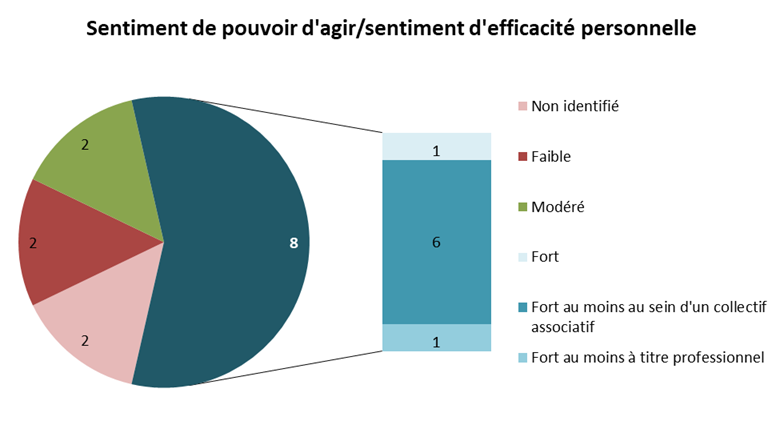 Sentiment de pouvoir d'agir/sentiment d'efficacité personnelle
2
2
2
8
1
6
1
Non identifié
Faible
Modéré
Fort
Fort au moins au sein d'un collectif
associatif
Fort au moins à titre professionnel